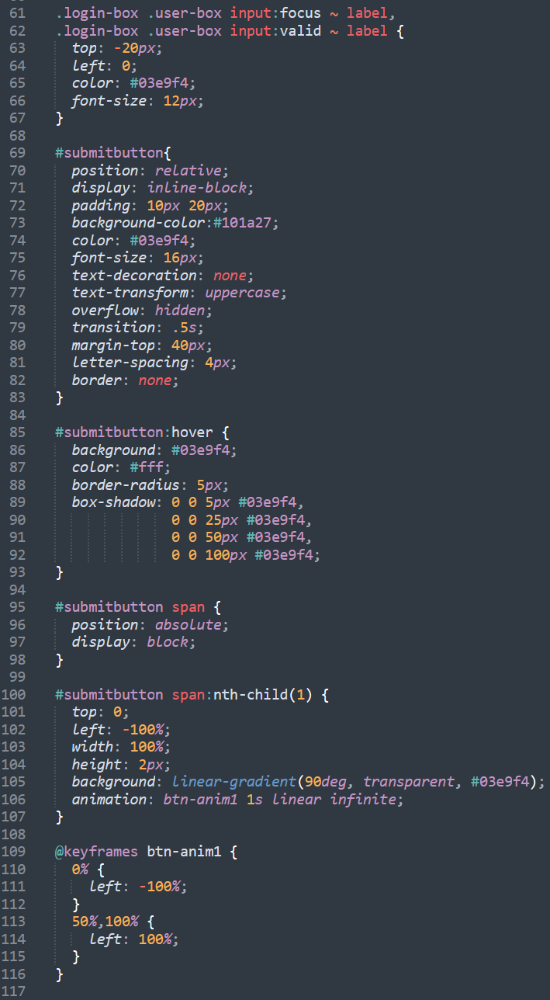 61 .login-box .user-box input:focus ~ label,
62 .login-box .user-box input:valid ~ label {
63   top: -20px;
64   left: 0;
65   color: #03e9f4;
66   font-size: 12px;
67 }
68
69 #submitbutton{
70   position: relative;
71   display: inline-block;
72   padding: 10px 20px;
73   background-color:#101a27;
74   color: #03e9f4;
75   font-size: 16px;
76   text-decoration: none;
77   text-transform: uppercase;
78   overflow: hidden;
79   transition: .5s;
80   margin-top: 40px;
81   letter-spacing: 4px;
82   border: none;
83 }
84
85 #submitbutton:hover {
86   background: #03e9f4;
87   color: #fff;
88   border-radius: 5px;
89   box-shadow: 0 0 5px #03e9f4,
90               0 0 25px #03e9f4,
91               0 0 50px #03e9f4,
92               0 0 100px #03e9f4;
93 }
94
95 #submitbutton span {
96   position: absolute;
97   display: block;
98 }
99
100 #submitbutton span:nth-child(1) {
101   top: 0;
102   left: -100%;
103   width: 100%;
104   height: 2px;
105   background: linear-gradient(90deg, transparent, #03e9f4);
106   animation: btn-anim1 1s linear infinite;
107 }
108
109 @keyframes btn-anim1 {
110   0% {
111     left: -100%;
112   }
113   50%,100% {
114     left: 100%;
115   }
116 }
117